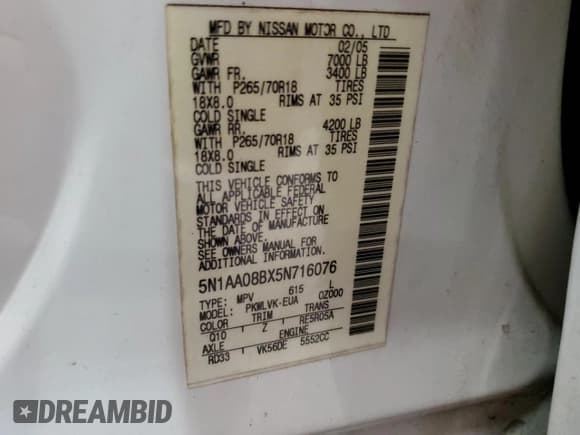 MFD BY NISSAN MOTOR CO., LTD
DATE 02/05
GVWR 7000 LB
GAWR FR. 3400 LB
WITH P265/70R18 TIRES
18X8.0 RIMS AT 35 PSI
COLD SINGLE
GAWR RR. 4200 LB
WITH P265/70R18 TIRES
18X8.0 RIMS AT 35 PSI
COLD SINGLE
THIS VEHICLE CONFORMS TO
ALL APPLICABLE FEDERAL
MOTOR VEHICLE SAFETY
STANDARDS IN EFFECT ON
THE DATE OF MANUFACTURE
SHOWN ABOVE.
SEE OWNERS MANUAL FOR
ADDITIONAL INFORMATION
5N1AA08BX5N716076
TYPE: MPV 615 L
MODEL: PKWLVK-EUA OZ000
COLOR TRIM TRANS
Q10 Z RE5R05A
AXLE ENGINE
RD33 VK56DE 5552CC
DREAMBID